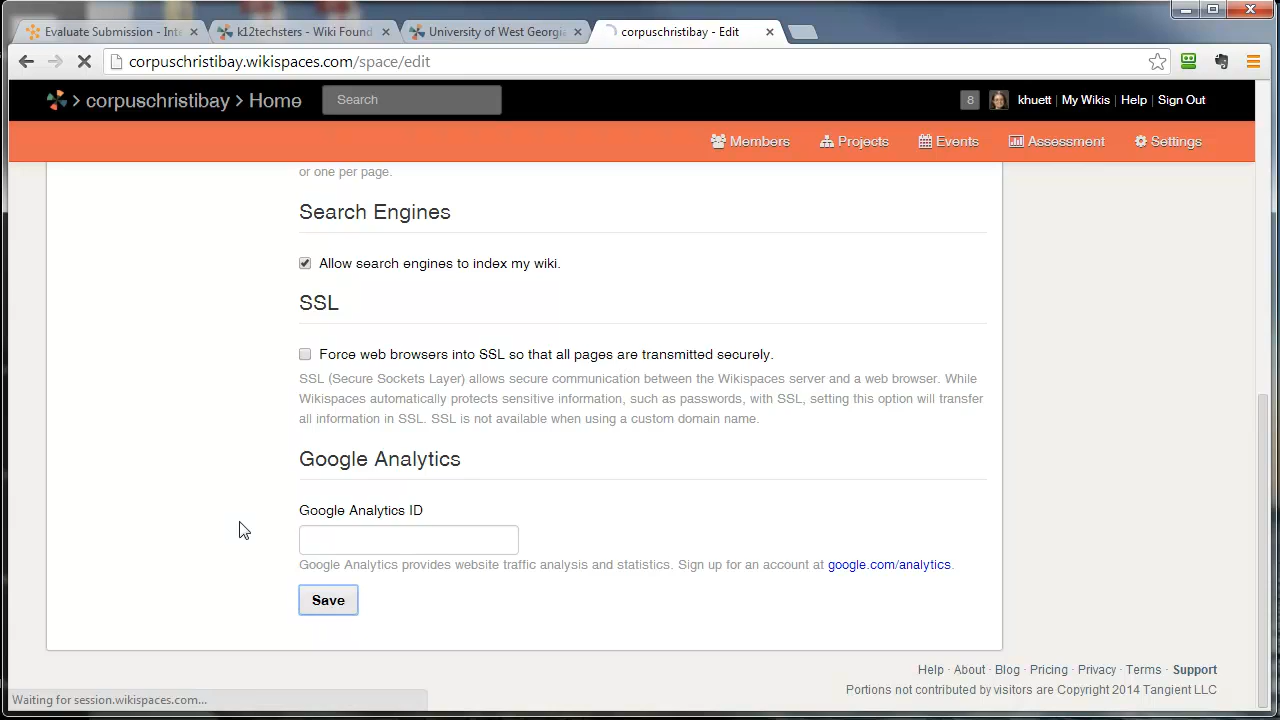 Evaluate Submission - Inte
k12techsters - Wiki Found
University of West Georgia
corpuschristibay - Edit
corpuschristibay.wikispaces.com/space/edit
corpuschristibay > Home
Search
8
khuett | My Wikis | Help | Sign Out
Members
Projects
Events
Assessment
Settings
or one per page.
Search Engines
Allow search engines to index my wiki.
SSL
Force web browsers into SSL so that all pages are transmitted securely.
SSL (Secure Sockets Layer) allows secure communication between the Wikispaces server and a web browser. While
Wikispaces automatically protects sensitive information, such as passwords, with SSL, setting this option will transfer
all information in SSL. SSL is not available when using a custom domain name.
Google Analytics
Google Analytics ID
Google Analytics provides website traffic analysis and statistics. Sign up for an account at google.com/analytics.
Save
Help · About · Blog · Pricing · Privacy · Terms · Support
Portions not contributed by visitors are Copyright 2014 Tangient LLC
Waiting for session.wikispaces.com...